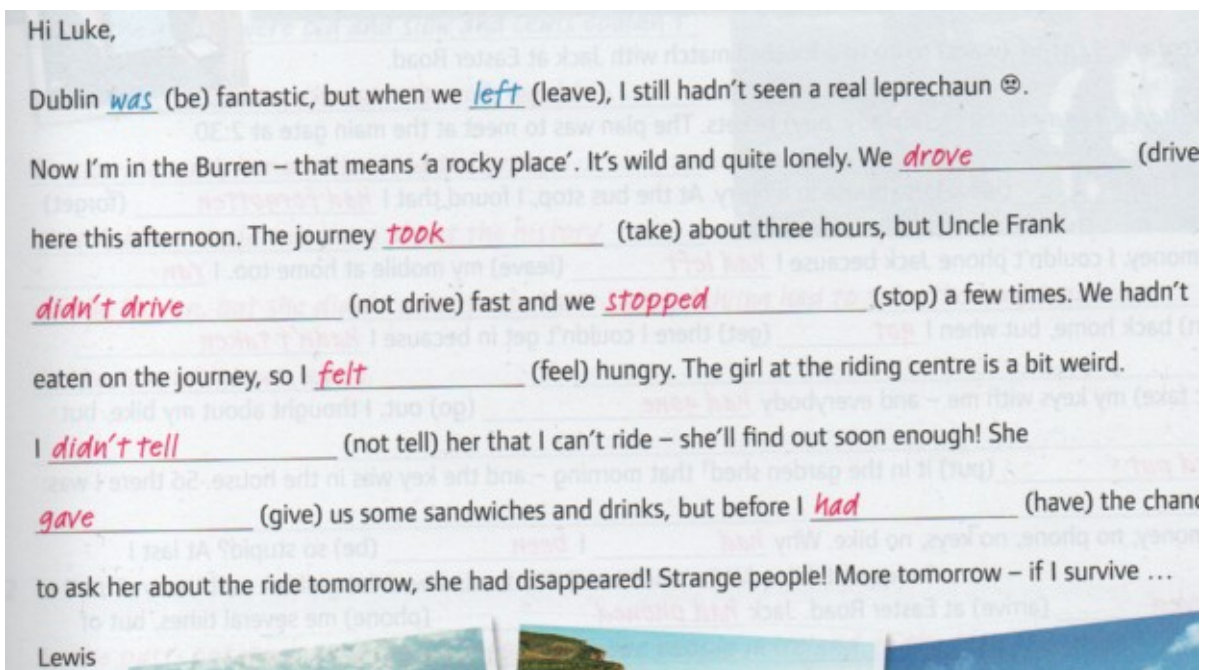 Hi Luke,
Dublin was (be) fantastic, but when we left (leave), I still hadn't seen a real leprechaun ☹.
Now I'm in the Burren – that means 'a rocky place'. It's wild and quite lonely. We drove (drive
here this afternoon. The journey took (take) about three hours, but Uncle Frank
didn't drive (not drive) fast and we stopped (stop) a few times. We hadn't
eaten on the journey, so I felt (feel) hungry. The girl at the riding centre is a bit weird.
I didn't tell (not tell) her that I can't ride – she'll find out soon enough! She
gave (give) us some sandwiches and drinks, but before I had (have) the chanc
to ask her about the ride tomorrow, she had disappeared! Strange people! More tomorrow – if I survive …
Lewis